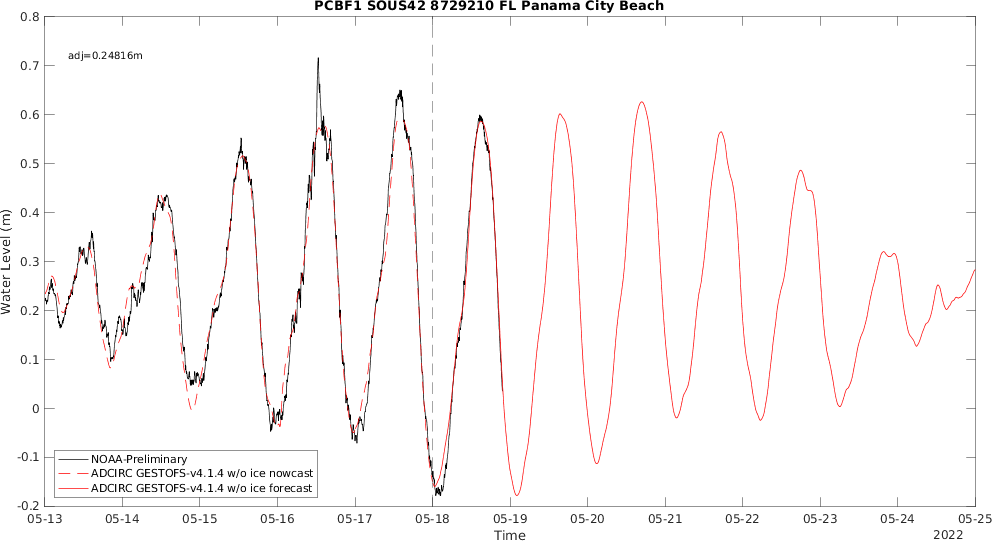 PCBF1 SOUS42 8729210 FL Panama City Beach
adj=0.24816m
0.8
0.7
0.6
0.5
0.4
0.3
0.2
0.1
0
-0.1
-0.2
Water Level (m)
NOAA-Preliminary
ADCIRC GESTOFS-v4.1.4 w/o ice nowcast
ADCIRC GESTOFS-v4.1.4 w/o ice forecast
05-13 05-14 05-15 05-16 05-17 05-18 05-19 05-20 05-21 05-22 05-23 05-24 05-25
Time
2022